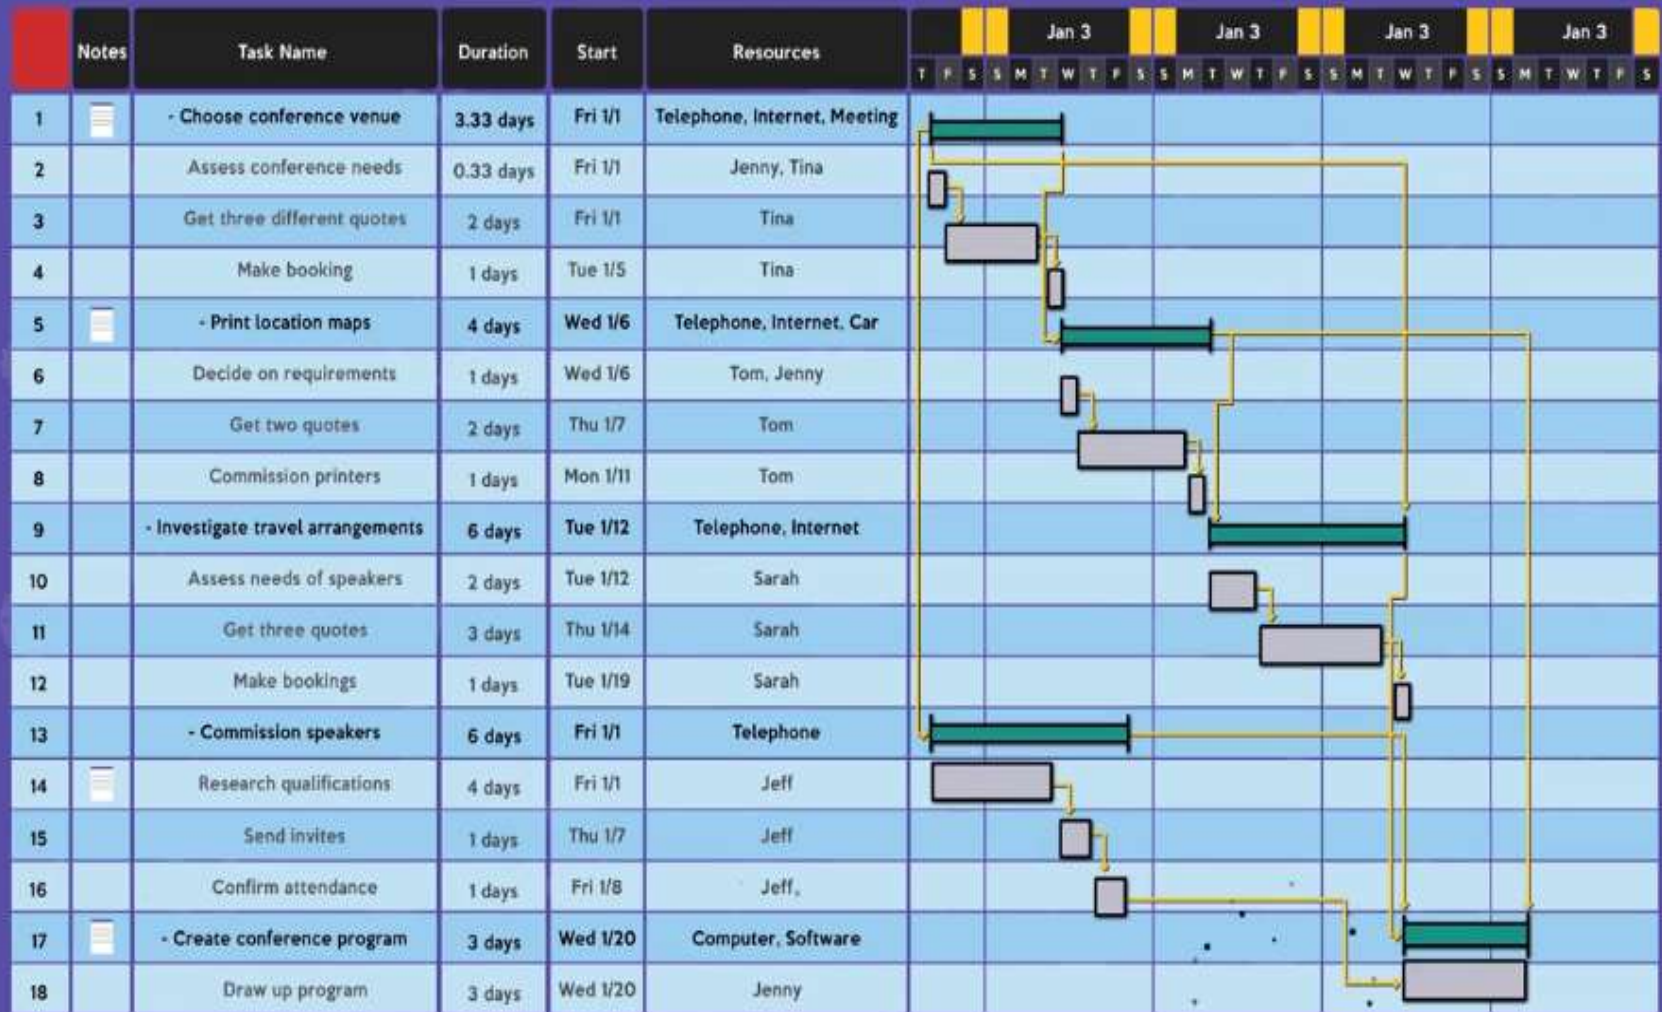 Jan 3 Jan 3 Jan 3 Jan 3
Notes Task Name Duration Start Resources
T F S S M T W T F S S M T W T F S S M T W T F S S M T W T F S
1 - Choose conference venue 3.33 days Fri 1/1 Telephone, Internet, Meeting
2 Assess conference needs 0.33 days Fri 1/1 Jenny, Tina
3 Get three different quotes 2 days Fri 1/1 Tina
4 Make booking 1 days Tue 1/5 Tina
5 - Print location maps 4 days Wed 1/6 Telephone, Internet, Car
6 Decide on requirements 1 days Wed 1/6 Tom, Jenny
7 Get two quotes 2 days Thu 1/7 Tom
8 Commission printers 1 days Mon 1/11 Tom
9 - Investigate travel arrangements 6 days Tue 1/12 Telephone, Internet
10 Assess needs of speakers 2 days Tue 1/12 Sarah
11 Get three quotes 3 days Thu 1/14 Sarah
12 Make bookings 1 days Tue 1/19 Sarah
13 - Commission speakers 6 days Fri 1/1 Telephone
14 Research qualifications 4 days Fri 1/1 Jeff
15 Send invites 1 days Thu 1/7 Jeff
16 Confirm attendance 1 days Fri 1/8 Jeff,
17 - Create conference program 3 days Wed 1/20 Computer, Software
18 Draw up program 3 days Wed 1/20 Jenny